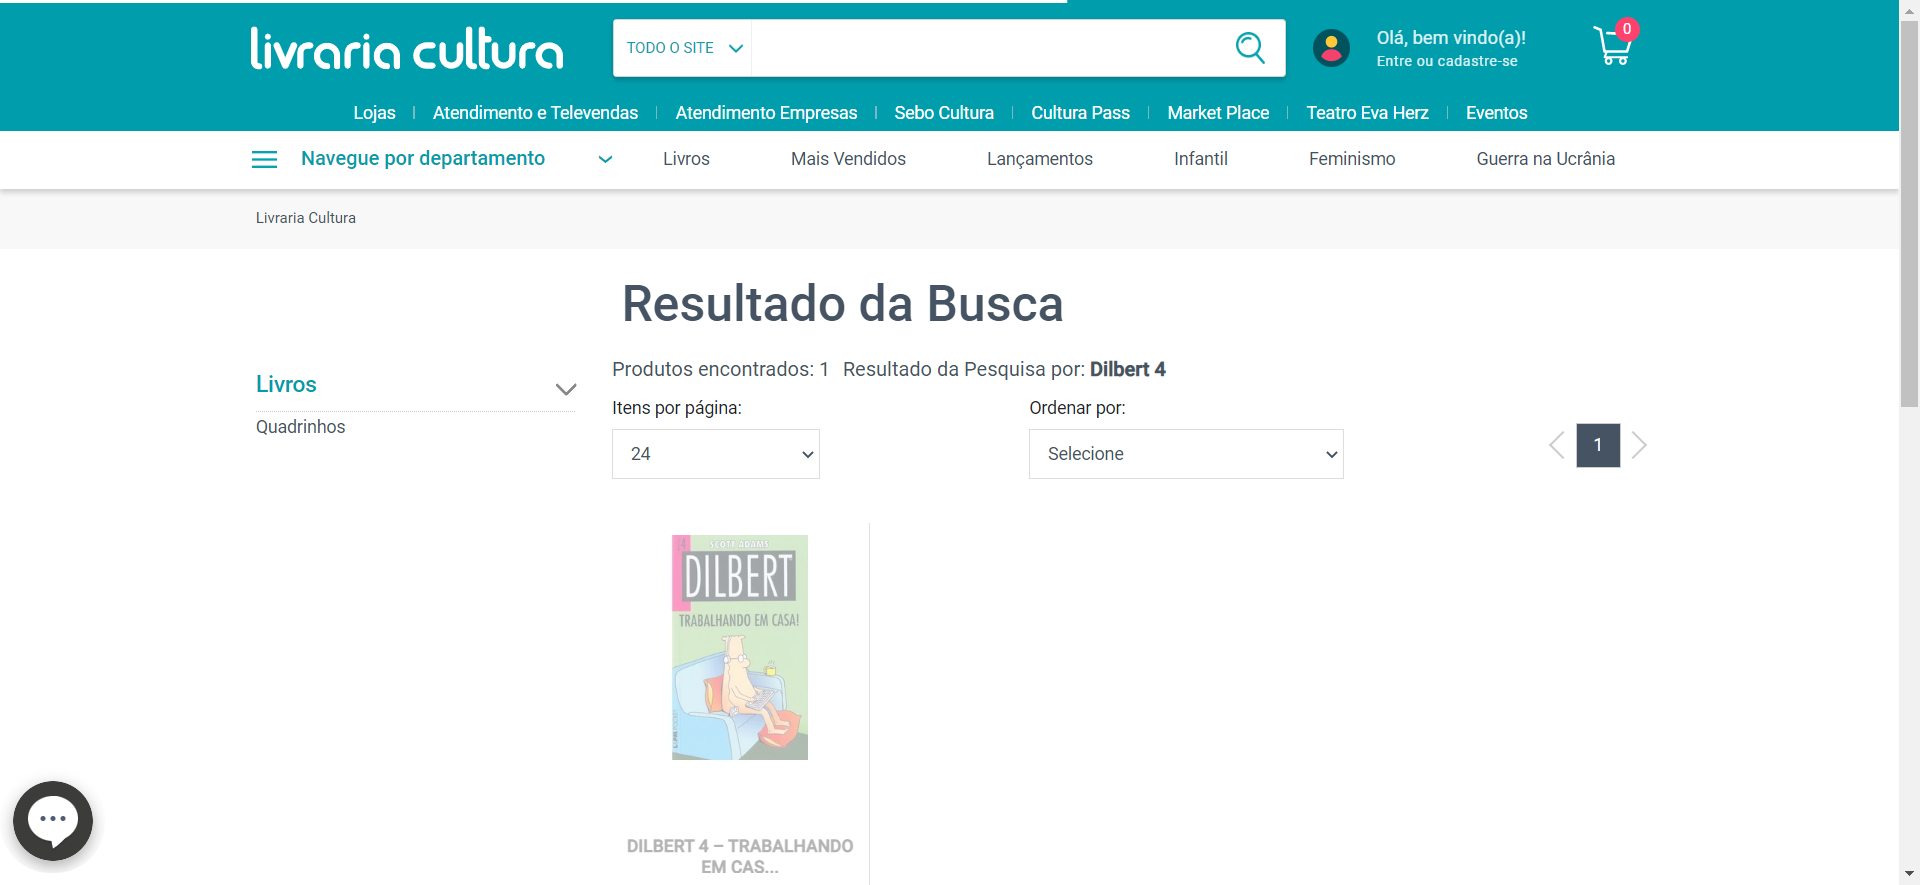 livraria cultura
TODO O SITE
Olá, bem vindo(a)!
Entre ou cadastre-se
0
Lojas
Atendimento e Televendas
Atendimento Empresas
Sebo Cultura
Cultura Pass
Market Place
Teatro Eva Herz
Eventos
Navegue por departamento
Livros
Mais Vendidos
Lançamentos
Infantil
Feminismo
Guerra na Ucrânia
Livraria Cultura
Resultado da Busca
Livros
Quadrinhos
Produtos encontrados: 1 Resultado da Pesquisa por: Dilbert 4
Itens por página:
24
Ordenar por:
Selecione
1
4
SCOTT ADAMS
DILBERT
TRABALHANDO EM CASA!
DILBERT 4 – TRABALHANDO
EM CAS...